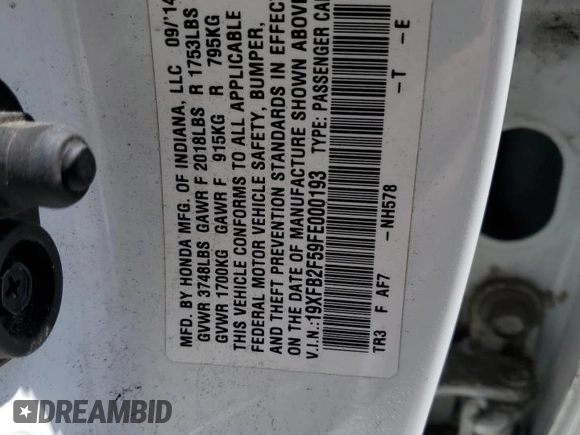 MFD. BY HONDA MFG. OF INDIANA, LLC 09/'14
GVWR 3748LBS GAWR F 2018LBS R 1753LBS
GVWR 1700KG GAWR F 915KG R 795KG
THIS VEHICLE CONFORMS TO ALL APPLICABLE
FEDERAL MOTOR VEHICLE SAFETY, BUMPER,
AND THEFT PREVENTION STANDARDS IN EFFECT
ON THE DATE OF MANUFACTURE SHOWN ABOVE
V.I.N.:19XFB2F59FE000193 TYPE: PASSENGER CA
TR3 F AF7 -NH578 -T -E
DREAMBID